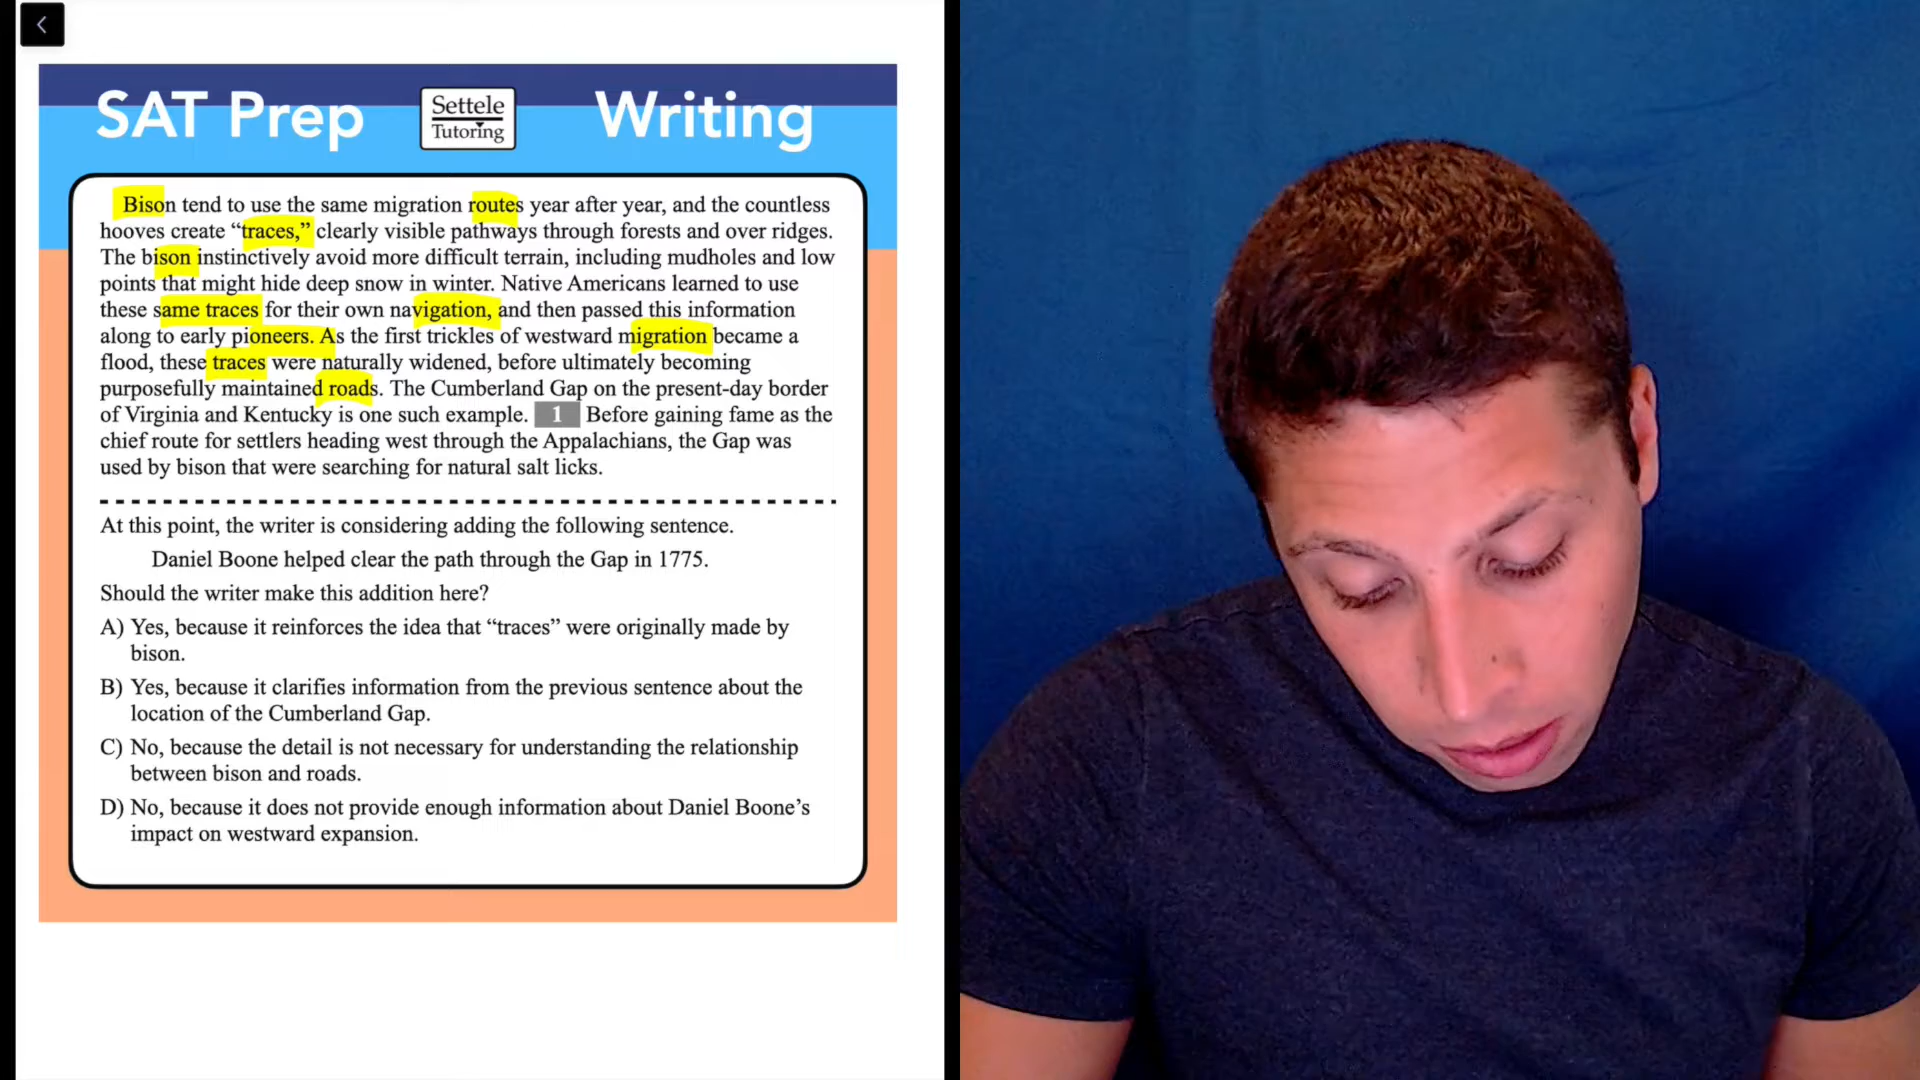 SAT Prep
Settele
Tutoring
Writing
Bison tend to use the same migration routes year after year, and the countless
hooves create “traces,” clearly visible pathways through forests and over ridges.
The bison instinctively avoid more difficult terrain, including mudholes and low
points that might hide deep snow in winter. Native Americans learned to use
these same traces for their own navigation, and then passed this information
along to early pioneers. As the first trickles of westward migration became a
flood, these traces were naturally widened, before ultimately becoming
purposefully maintained roads. The Cumberland Gap on the present-day border
of Virginia and Kentucky is one such example. 1 Before gaining fame as the
chief route for settlers heading west through the Appalachians, the Gap was
used by bison that were searching for natural salt licks.
At this point, the writer is considering adding the following sentence.
Daniel Boone helped clear the path through the Gap in 1775.
Should the writer make this addition here?
A) Yes, because it reinforces the idea that “traces” were originally made by
bison.
B) Yes, because it clarifies information from the previous sentence about the
location of the Cumberland Gap.
C) No, because the detail is not necessary for understanding the relationship
between bison and roads.
D) No, because it does not provide enough information about Daniel Boone’s
impact on westward expansion.